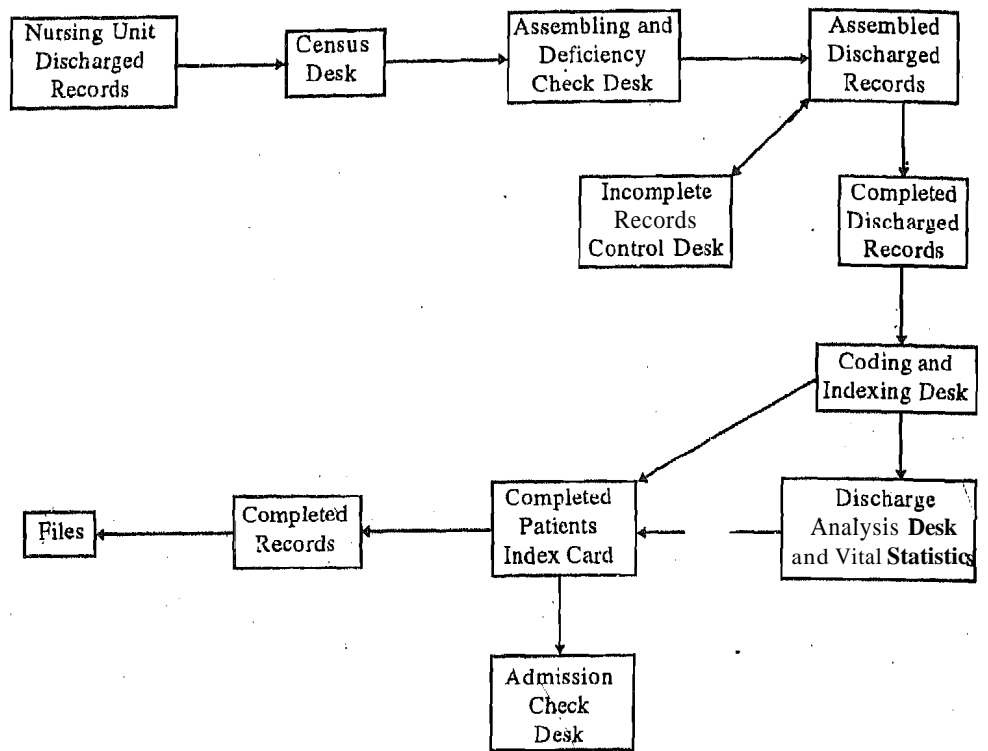 Nursing Unit
Discharged
Records
Census
Desk
Assembling and
Deficiency
Check Desk
Assembled
Discharged
Records
Incomplete
Records
Control Desk
Completed
Discharged
Records
Coding and
Indexing Desk
Discharge
Analysis Desk
and Vital Statistics
Completed
Patients
Index Card
Completed
Records
Files
Admission
Check
Desk